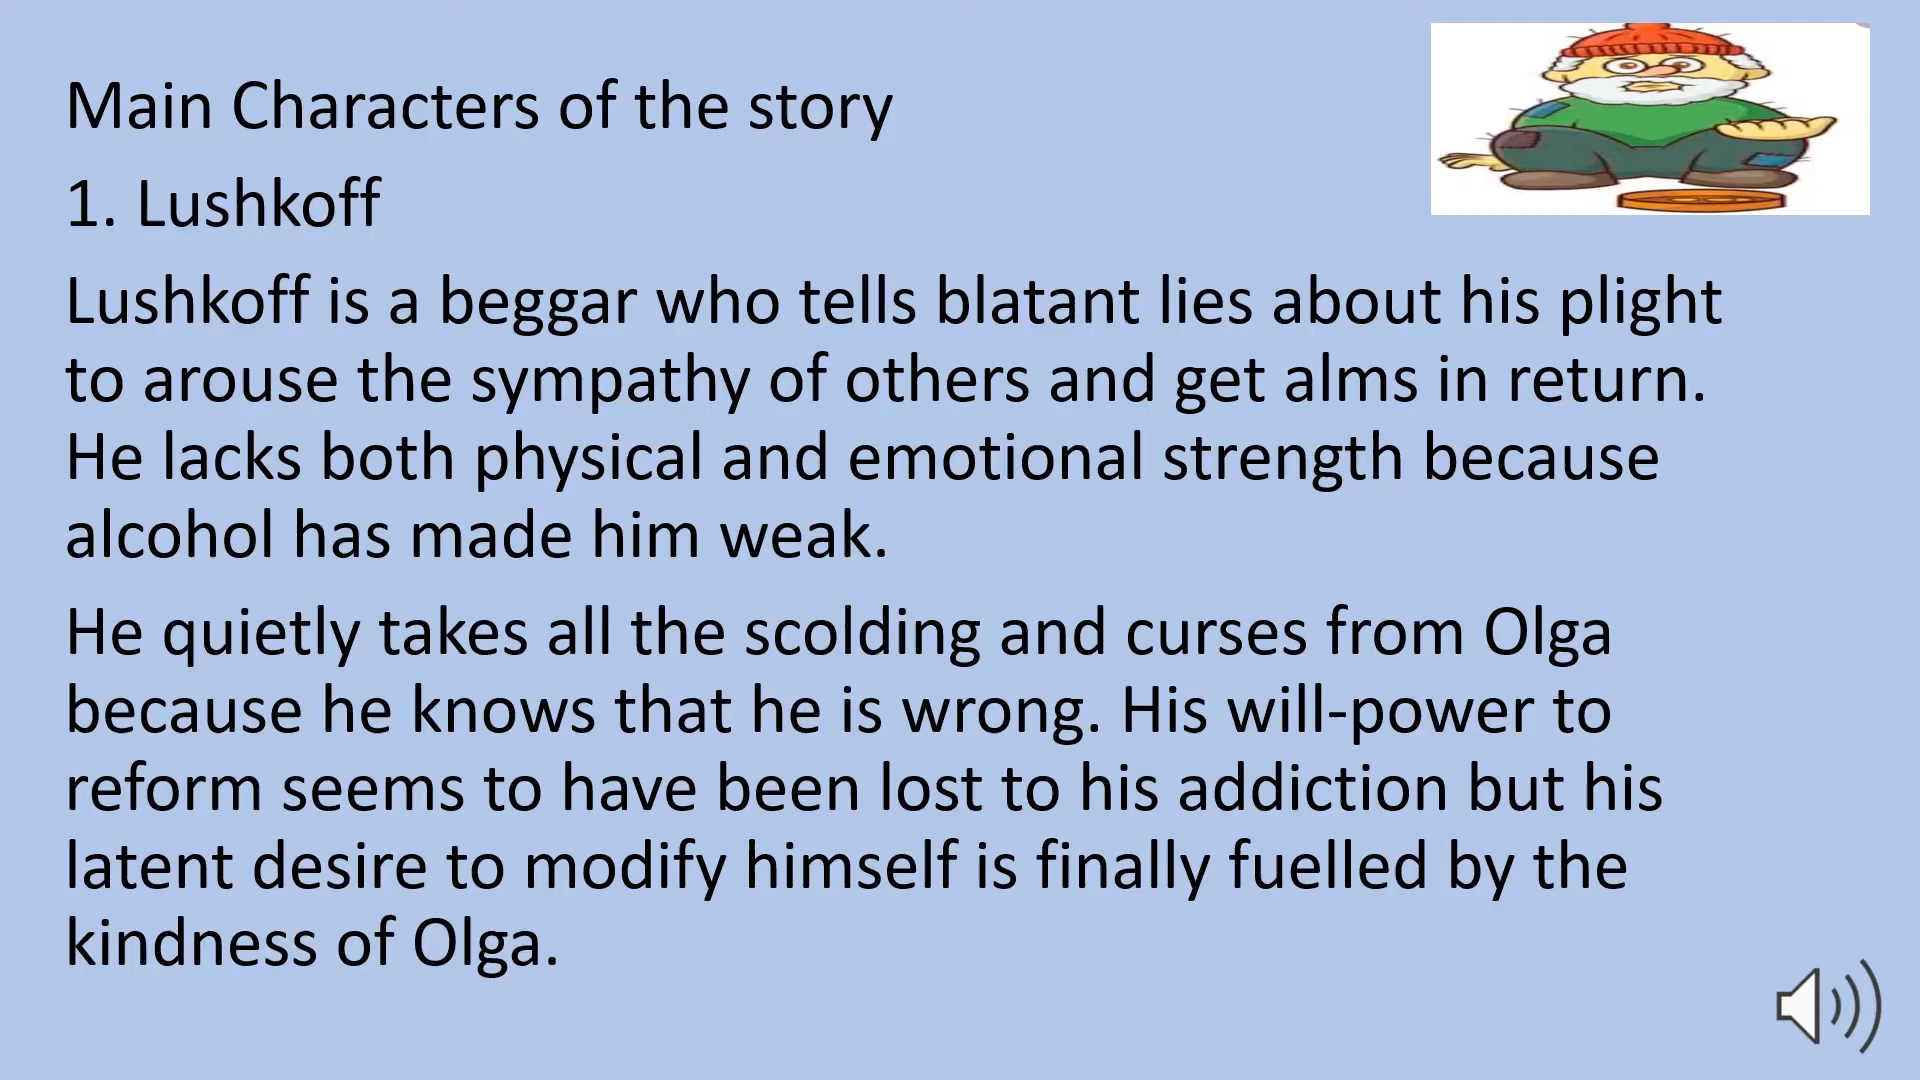 Main Characters of the story
1. Lushkoff
Lushkoff is a beggar who tells blatant lies about his plight
to arouse the sympathy of others and get alms in return.
He lacks both physical and emotional strength because
alcohol has made him weak.
He quietly takes all the scolding and curses from Olga
because he knows that he is wrong. His will-power to
reform seems to have been lost to his addiction but his
latent desire to modify himself is finally fuelled by the
kindness of Olga.